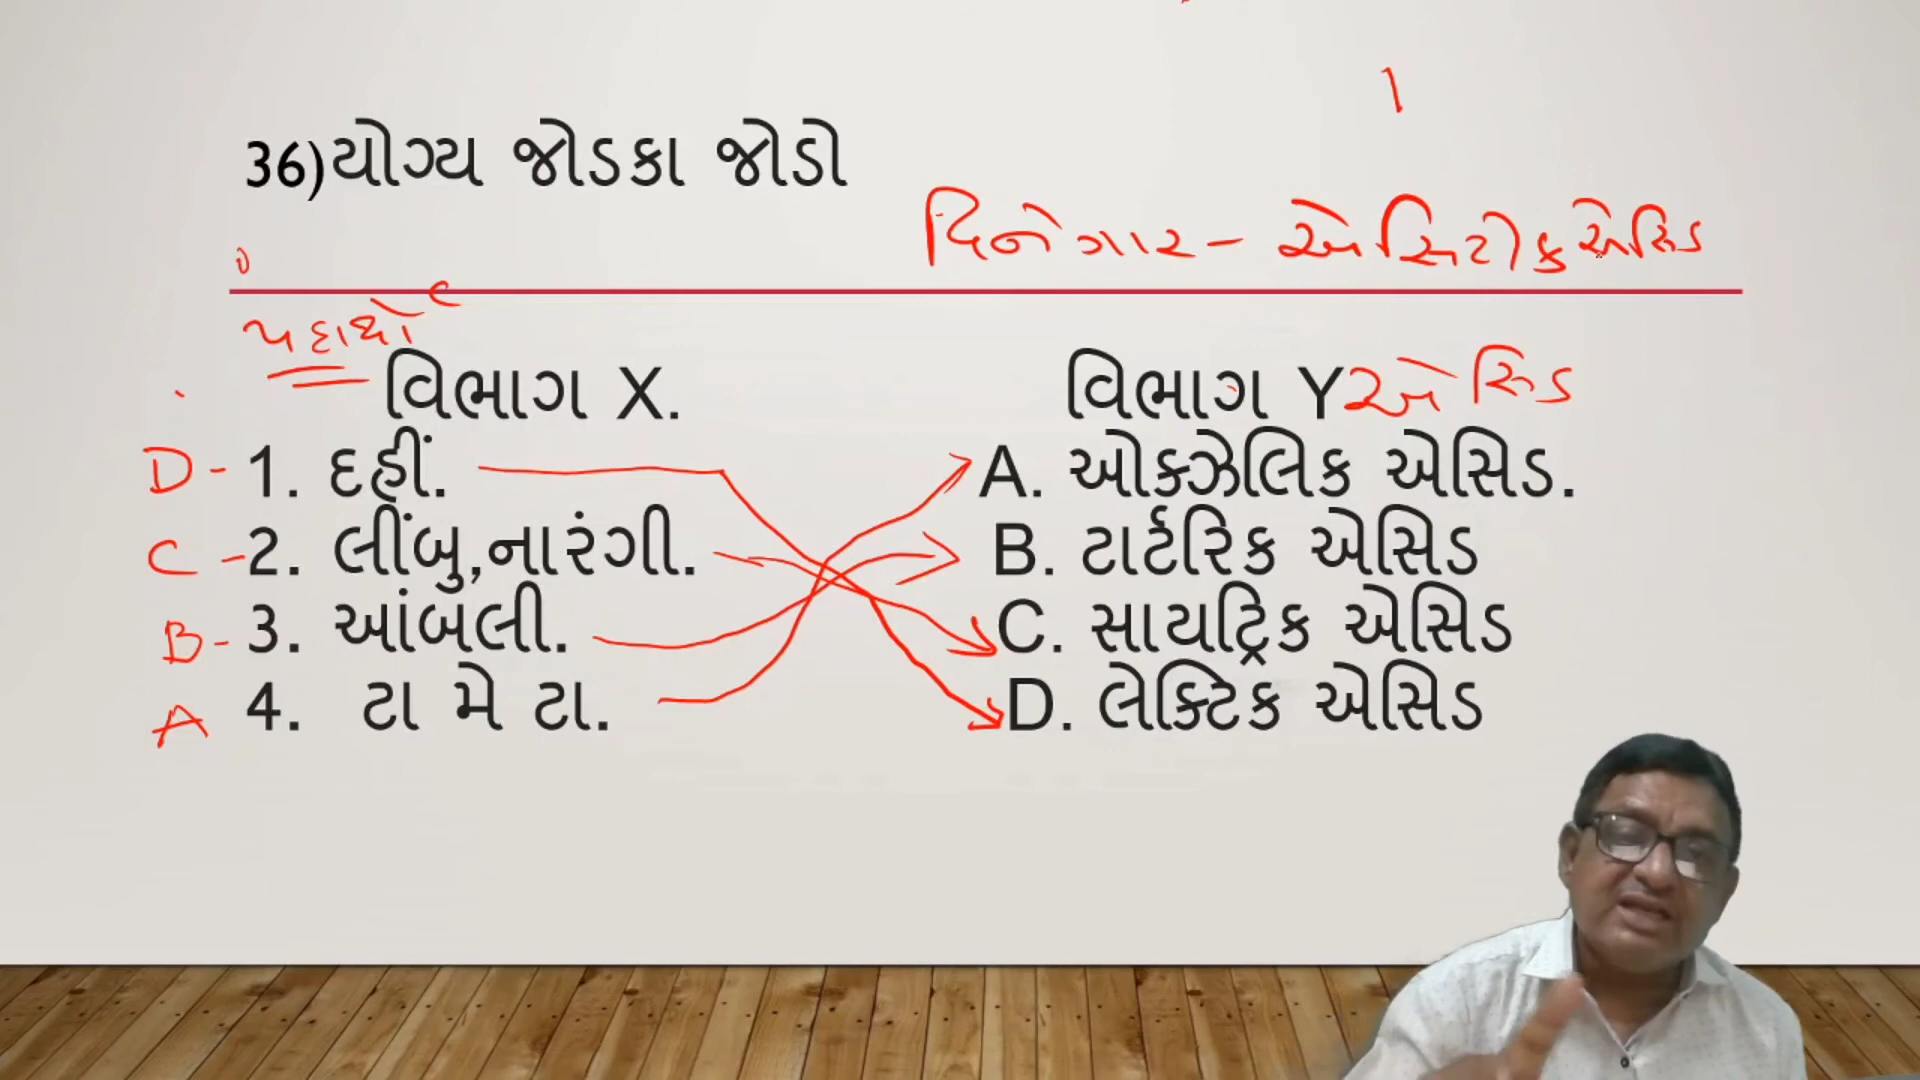 36)યોગ્ય જોડકા જોડો
વિનેગાર - એસિટીક એસિડ
પદાર્થો
વિભાગ X.
વિભાગ Y એસિડ
D - 1. દહીં. A. ઓક્ઝેલિક એસિડ.
C - 2. લીંબુ,નારંગી. B. ટાર્ટરિક એસિડ
B - 3. આંબલી. C. સાયટ્રિક એસિડ
A 4. ટા મે ટા. D. લેક્ટિક એસિડ